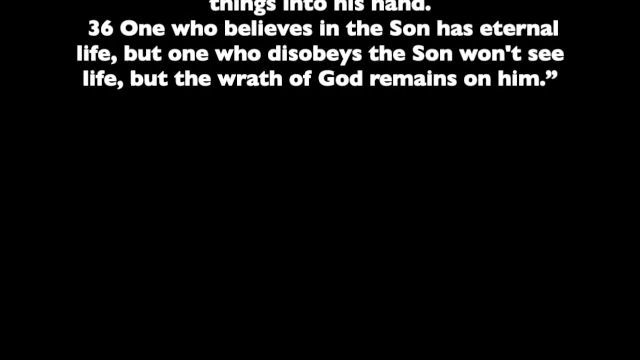 things into his hand.
36 One who believes in the Son has eternal
life, but one who disobeys the Son won't see
life, but the wrath of God remains on him.”